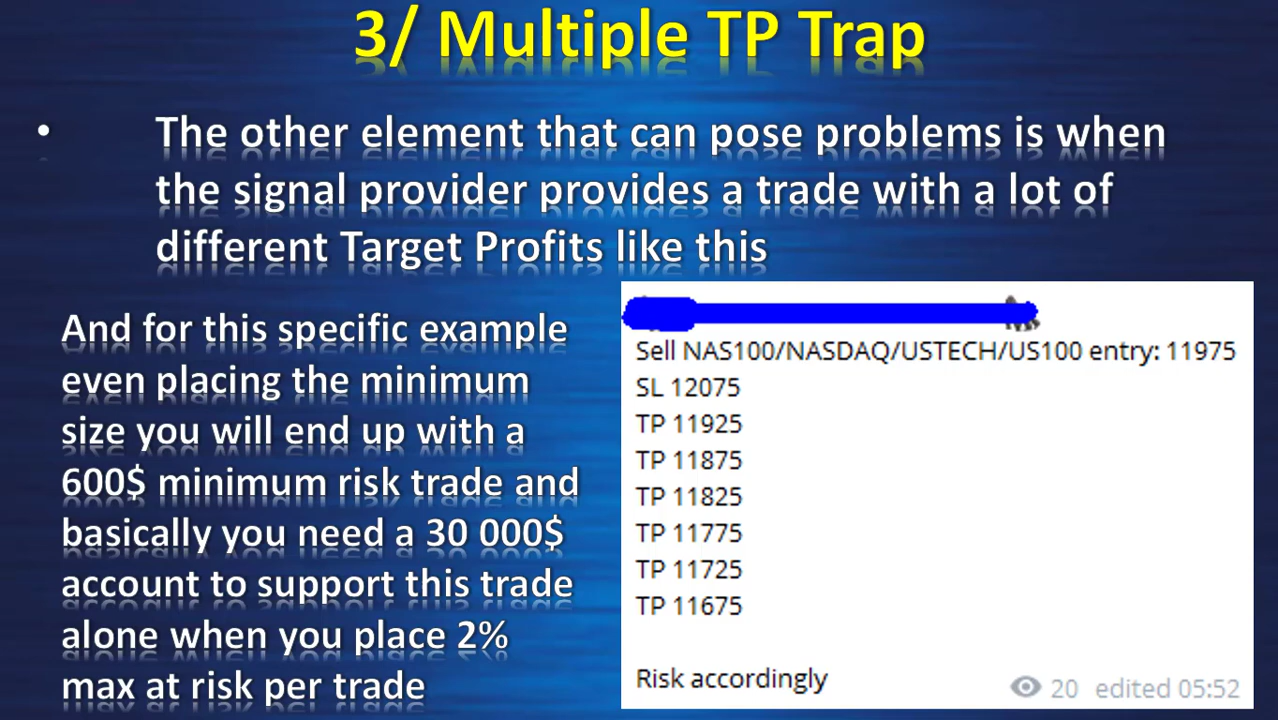 3/ Multiple TP Trap
• The other element that can pose problems is when
the signal provider provides a trade with a lot of
different Target Profits like this
And for this specific example
even placing the minimum
size you will end up with a
600$ minimum risk trade and
basically you need a 30 000$
account to support this trade
alone when you place 2%
max at risk per trade
Sell NAS100/NASDAQ/USTECH/US100 entry: 11975
SL 12075
TP 11925
TP 11875
TP 11825
TP 11775
TP 11725
TP 11675
Risk accordingly
20 edited 05:52